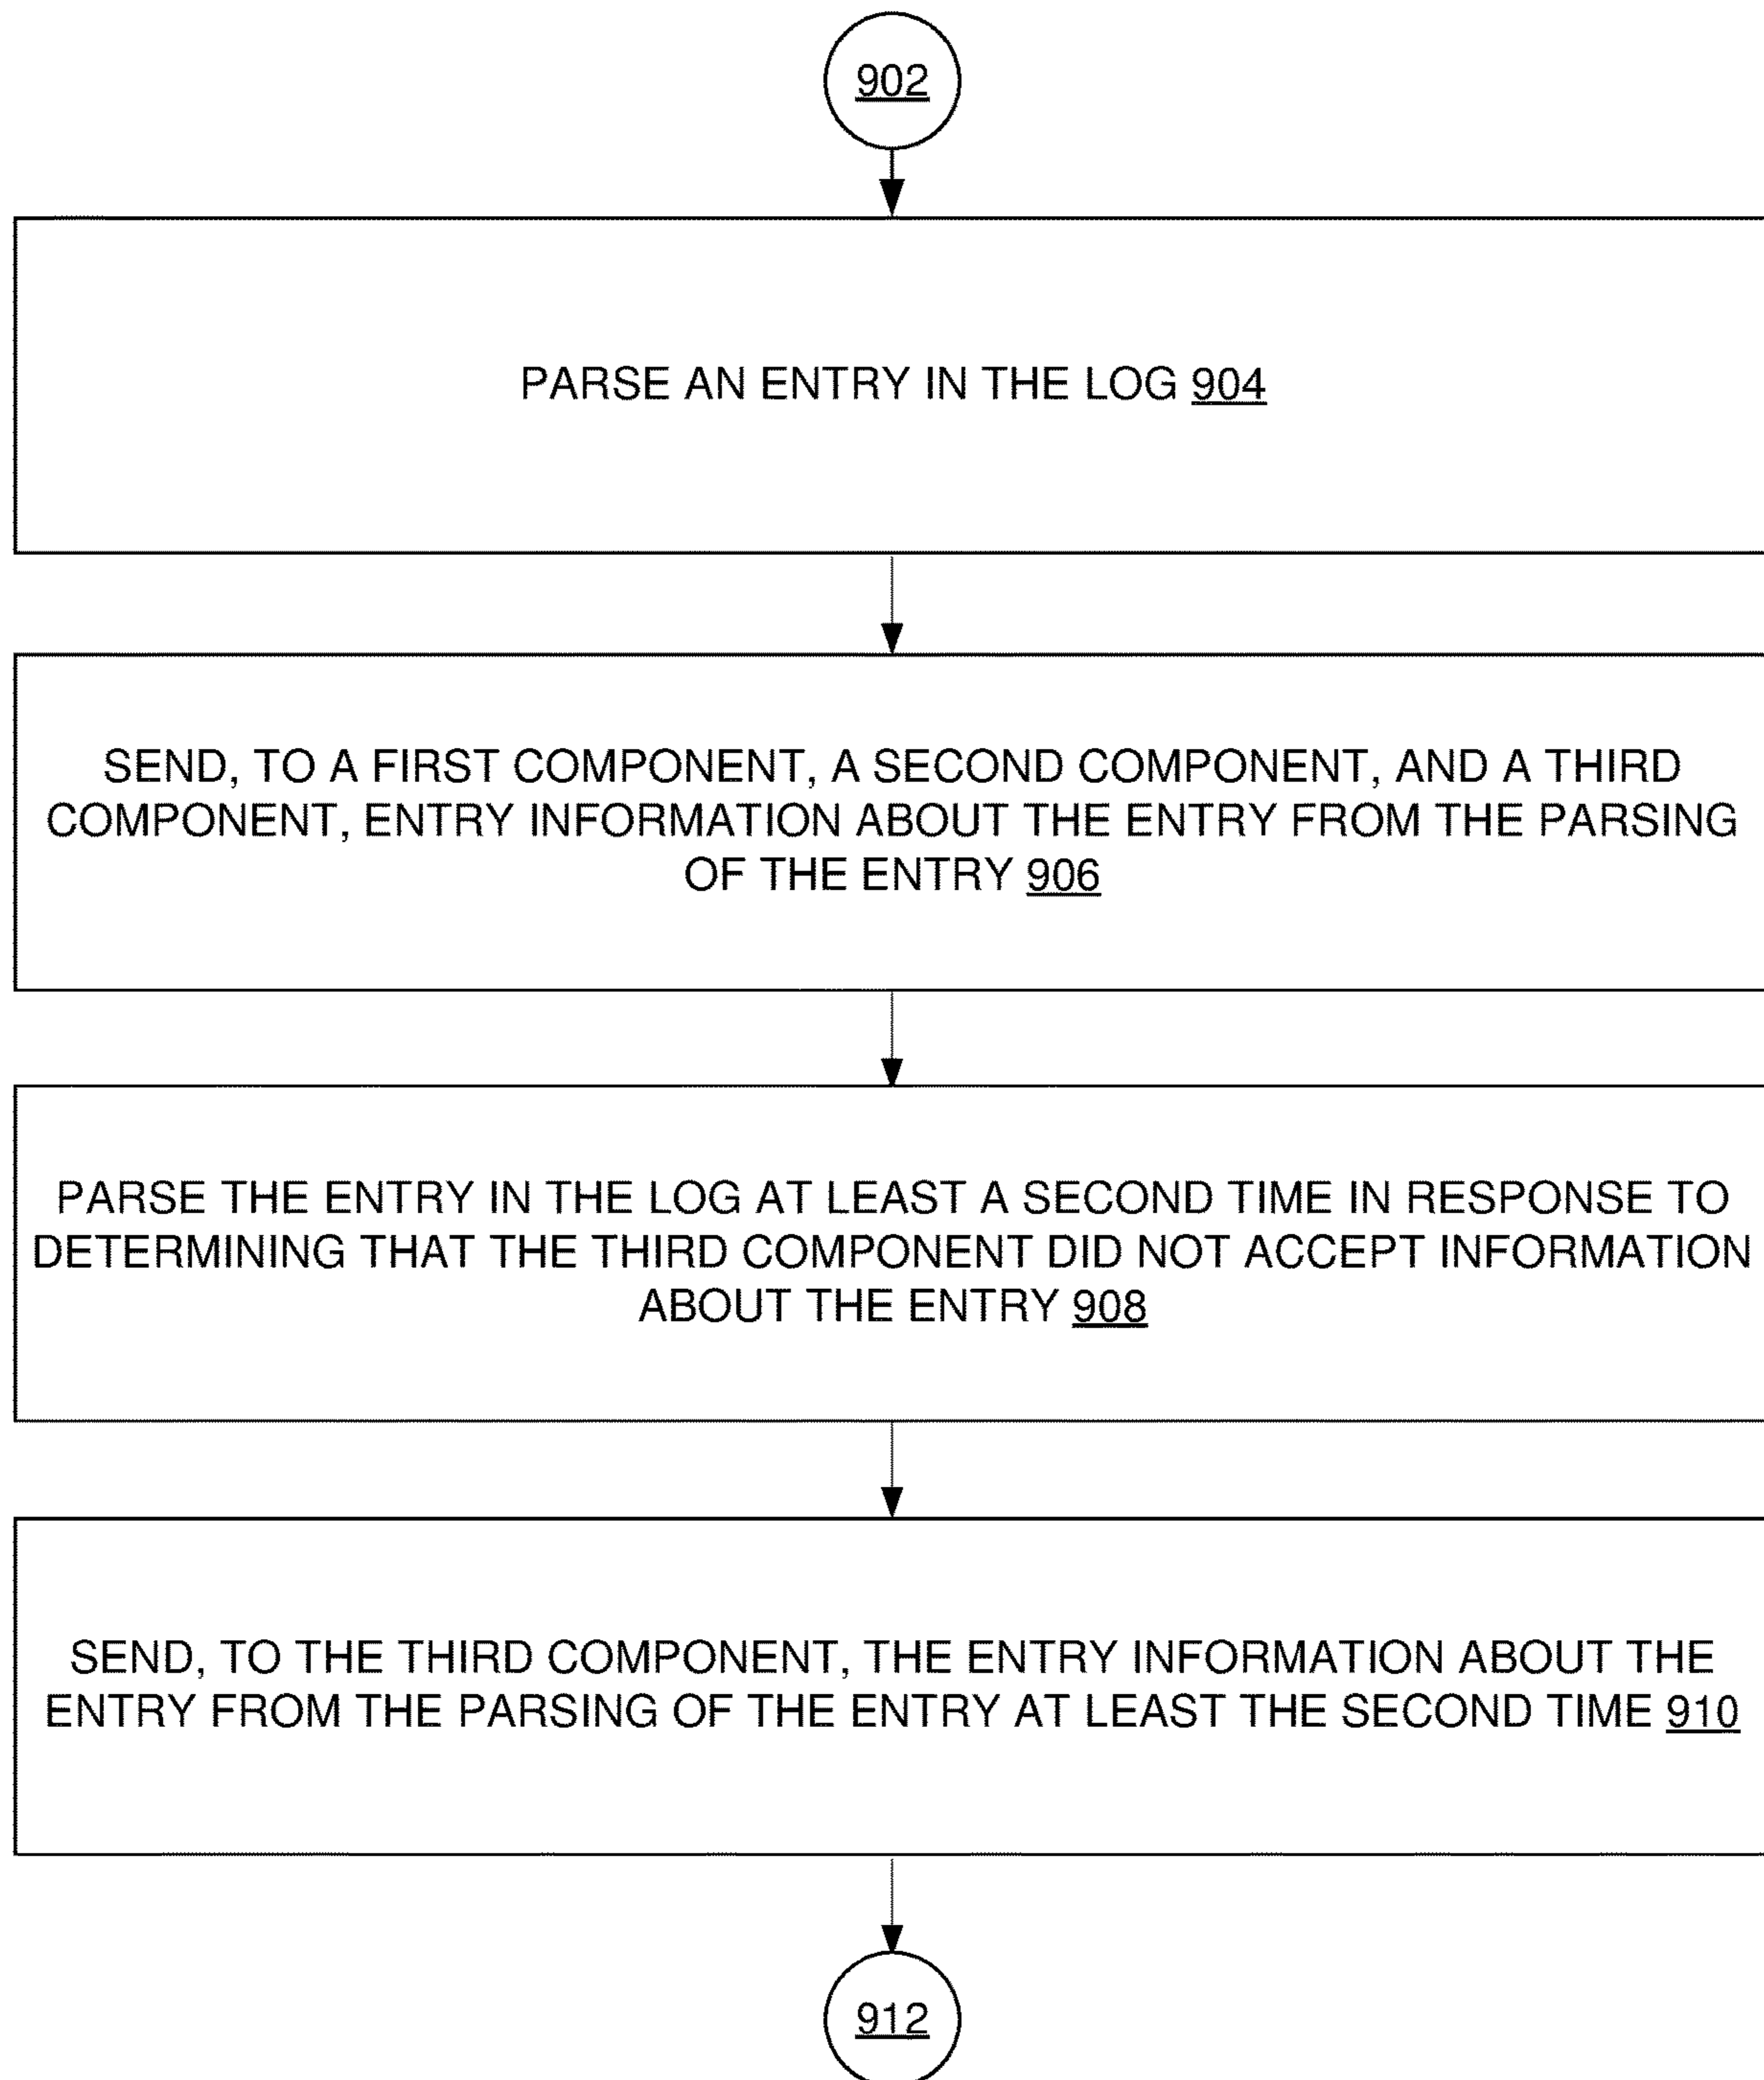 902
PARSE AN ENTRY IN THE LOG 904
SEND, TO A FIRST COMPONENT, A SECOND COMPONENT, AND A THIRD
COMPONENT, ENTRY INFORMATION ABOUT THE ENTRY FROM THE PARSING
OF THE ENTRY 906
PARSE THE ENTRY IN THE LOG AT LEAST A SECOND TIME IN RESPONSE TO
DETERMINING THAT THE THIRD COMPONENT DID NOT ACCEPT INFORMATION
ABOUT THE ENTRY 908
SEND, TO THE THIRD COMPONENT, THE ENTRY INFORMATION ABOUT THE
ENTRY FROM THE PARSING OF THE ENTRY AT LEAST THE SECOND TIME 910
912